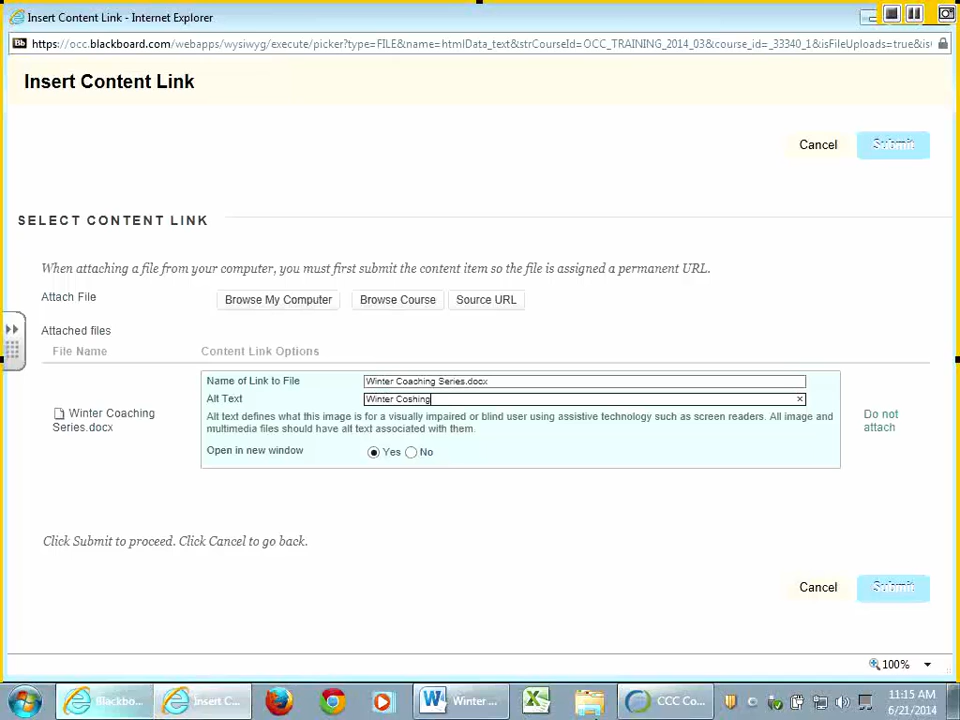 Insert Content Link - Internet Explorer
Bb https://occ.blackboard.com/webapps/wysiwyg/execute/picker?type=FILE&name=htmlData_text&strCourseId=OCC_TRAINING_2014_03&course_id=_33340_1&isFileUploads=true&is
Insert Content Link
Cancel Submit
SELECT CONTENT LINK
When attaching a file from your computer, you must first submit the content item so the file is assigned a permanent URL.
Attach File Browse My Computer Browse Course Source URL
Attached files
File Name Content Link Options
Name of Link to File Winter Coaching Series.docx
Alt Text Winter Coshing
Alt text defines what this image is for a visually impaired or blind user using assistive technology such as screen readers. All image and
multimedia files should have alt text associated with them.
Open in new window Yes No
Winter Coaching
Series.docx
Do not
attach
Click Submit to proceed. Click Cancel to go back.
Cancel Submit
100%
Blackbo... Insert C... Winter ... CCC Co...
11:15 AM
6/21/2014